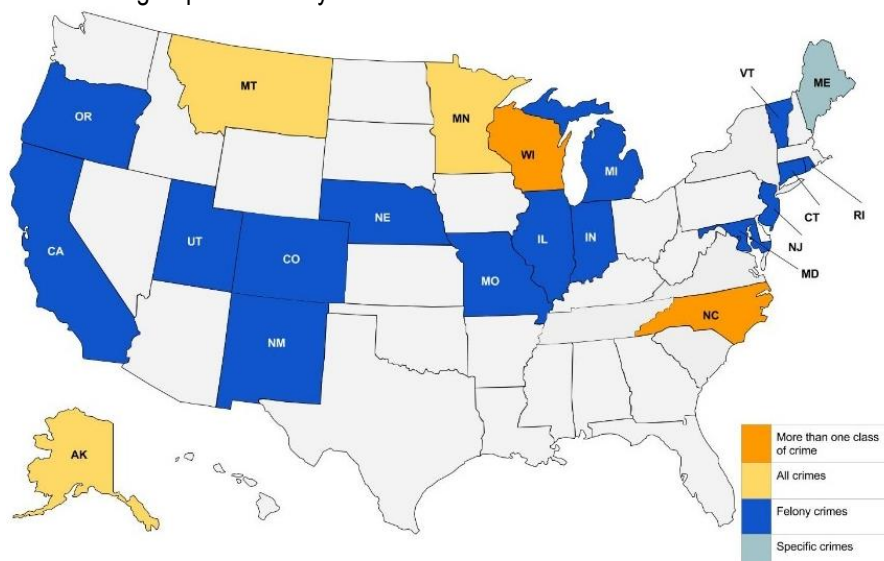 VT
ME
MT
OR
MN
WI
MI
NE
IL
IN
CT
RI
NJ
MD
CA
UT
CO
MO
NM
NC
AK
More than one class
of crime
All crimes
Felony crimes
Specific crimes